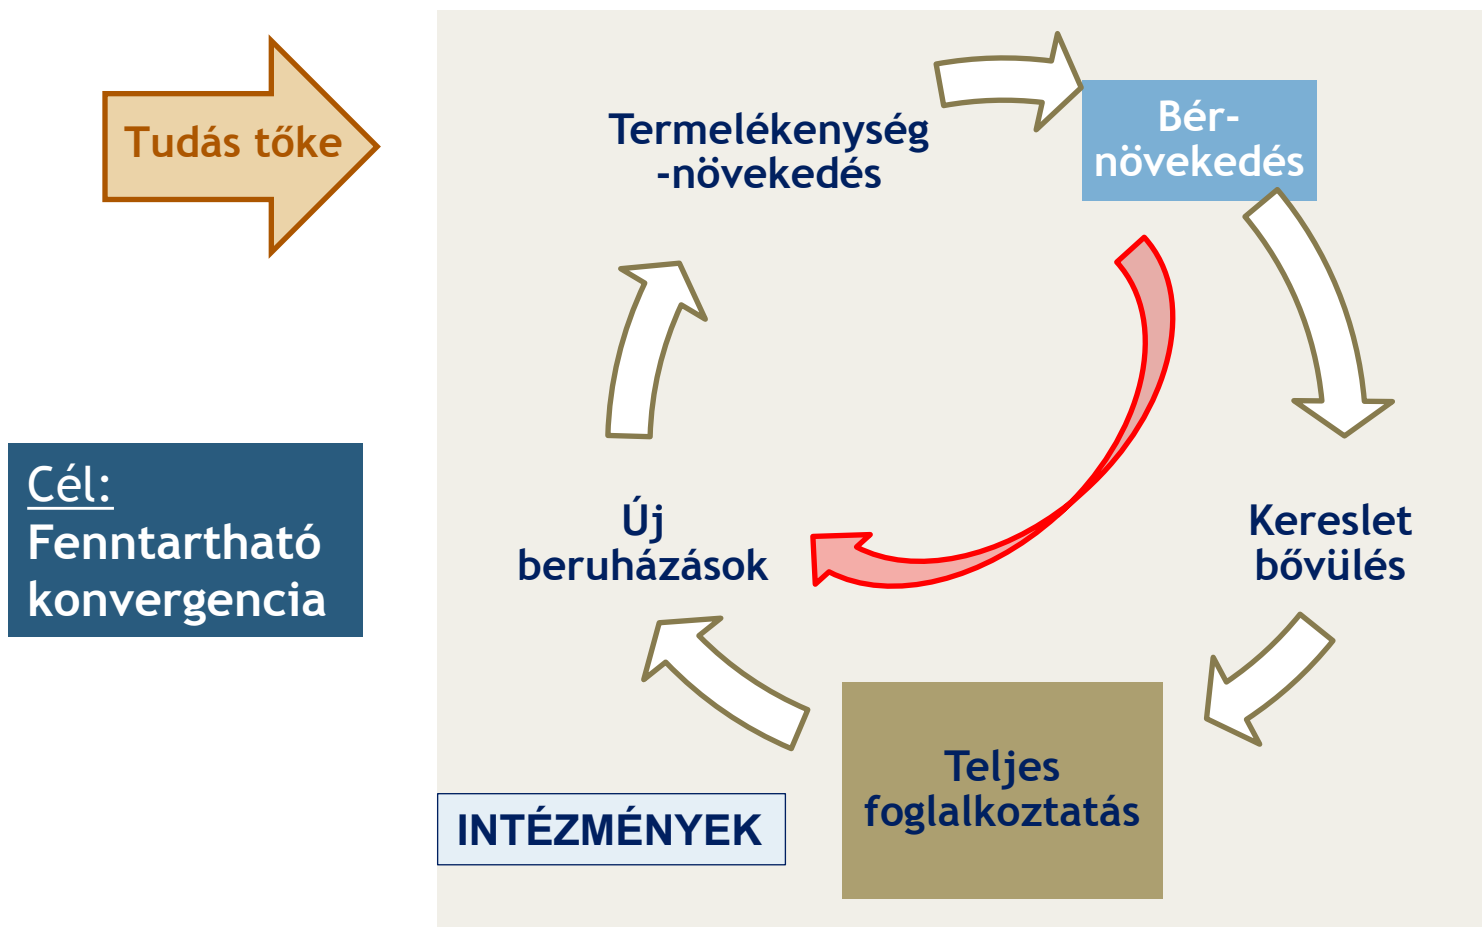 Tudás tőke
Termelékenység
-növekedés
Bér-
növekedés
Cél:
Fenntartható
konvergencia
Új
beruházások
Kereslet
bővülés
Teljes
foglalkoztatás
INTÉZMÉNYEK